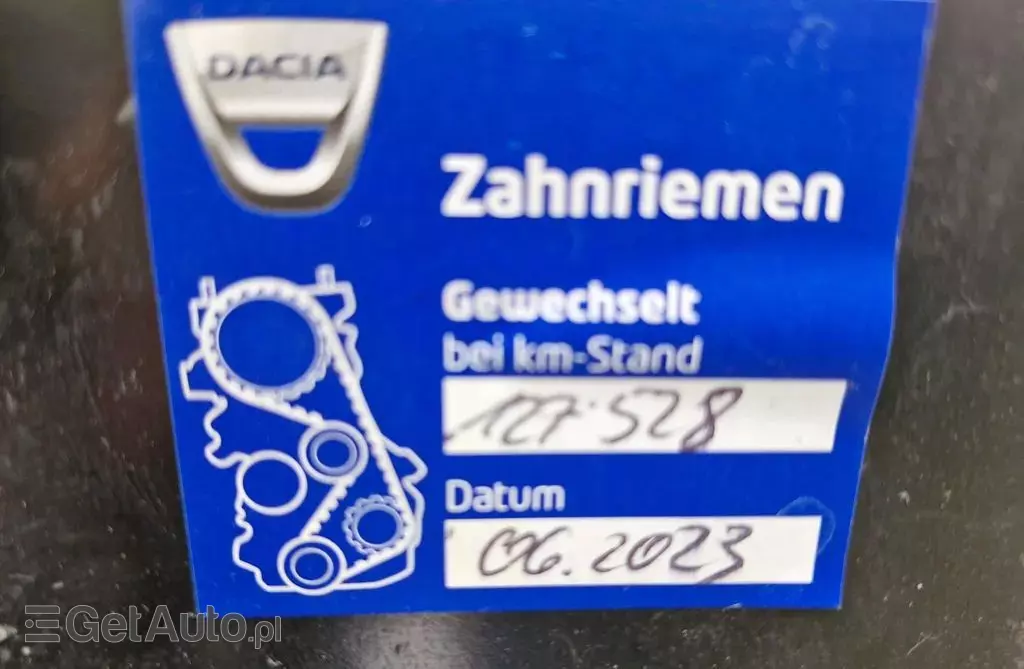 DACIA
Zahnriemen
Gewechselt
bei km-Stand
127.528
Datum
06.2023
GetAuto.pl